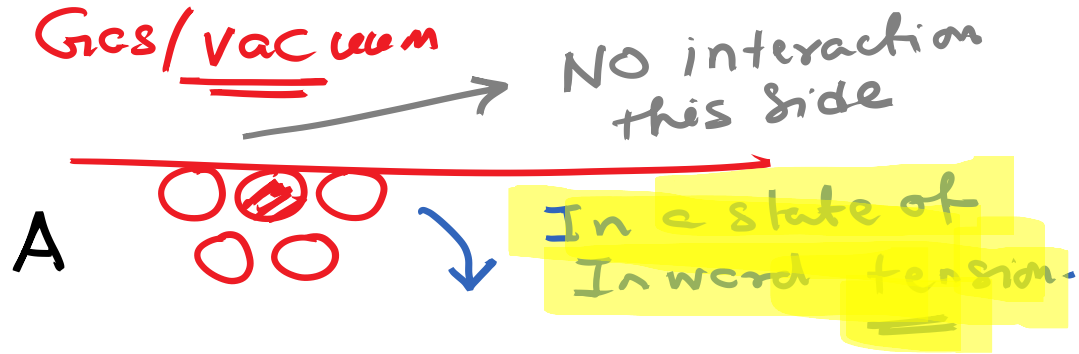 Gas/vacuum
NO interaction
this side
A
In a state of
Inward tension.